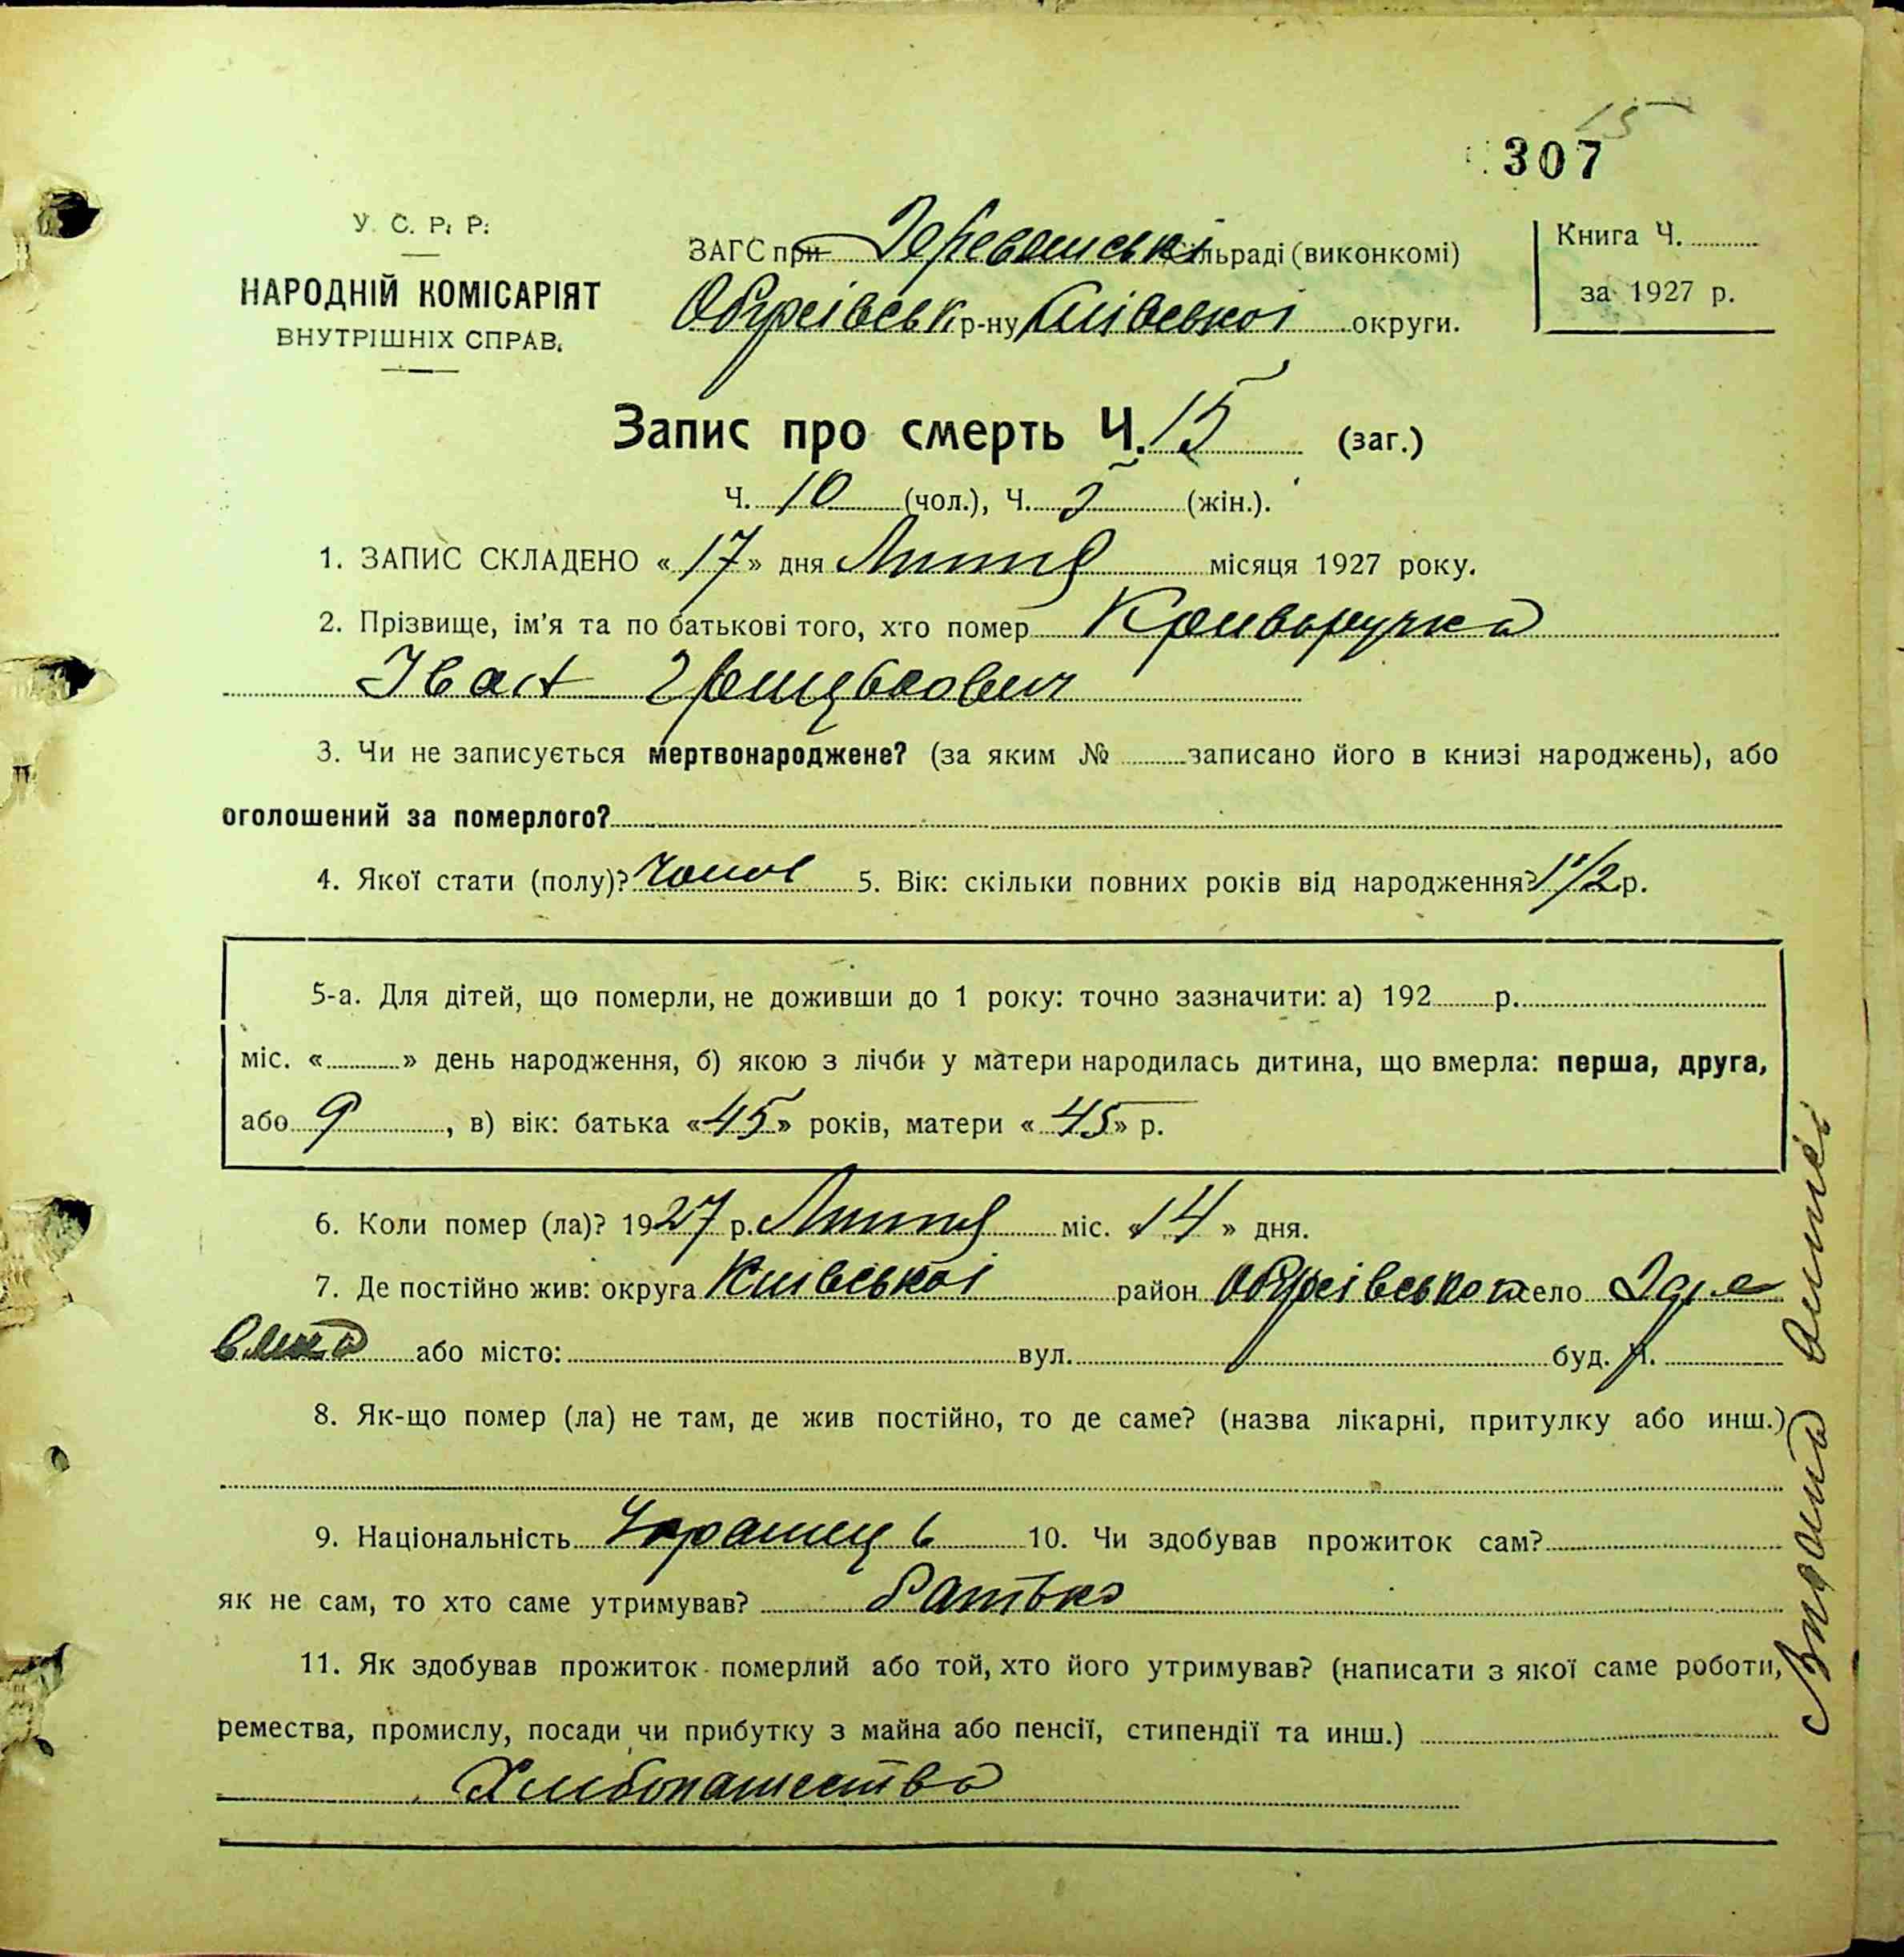 15
307
У. С. Р. Р.
НАРОДНІЙ КОМІСАРІЯТ
ВНУТРІШНІХ СПРАВ.
ЗАГС при Деревянські сільраді (виконкомі)
Обухівськ р-ну Київської округи.
Книга Ч.
за 1927 р.
Запис про смерть Ч. 15 (заг.)
Ч. 10 (чол.), Ч. 5 (жін.).
1. ЗАПИС СКЛАДЕНО «17» дня Липня місяця 1927 року.
2. Прізвище, ім'я та по батькові того, хто помер Криворучко
Іван Грицькович
3. Чи не записується мертвонароджене? (за яким № записано його в книзі народжень), або
оголошений за померлого?
4. Якої стати (полу)? Чолов 5. Вік: скільки повних років від народження? 1 1/2 р.
5-а. Для дітей, що померли, не доживши до 1 року: точно зазначити: а) 192 р.
міс. « » день народження, б) якою з лічби у матери народилась дитина, що вмерла: перша, друга,
або 9, в) вік: батька «45» років, матери «45» р.
6. Коли помер (ла)? 1927 р. Липня міс. «14» дня.
7. Де постійно жив: округа Київської район село
або місто: вул. буд. Ч.
8. Як-що помер (ла) не там, де жив постійно, то де саме? (назва лікарні, притулку або инш.)
9. Національність Українець 10. Чи здобував прожиток сам?
як не сам, то хто саме утримував? Батько
11. Як здобував прожиток померлий або той, хто його утримував? (написати з якої саме роботи,
ремества, промислу, посади чи прибутку з майна або пенсії, стипендії та инш.)
Хлибопашество